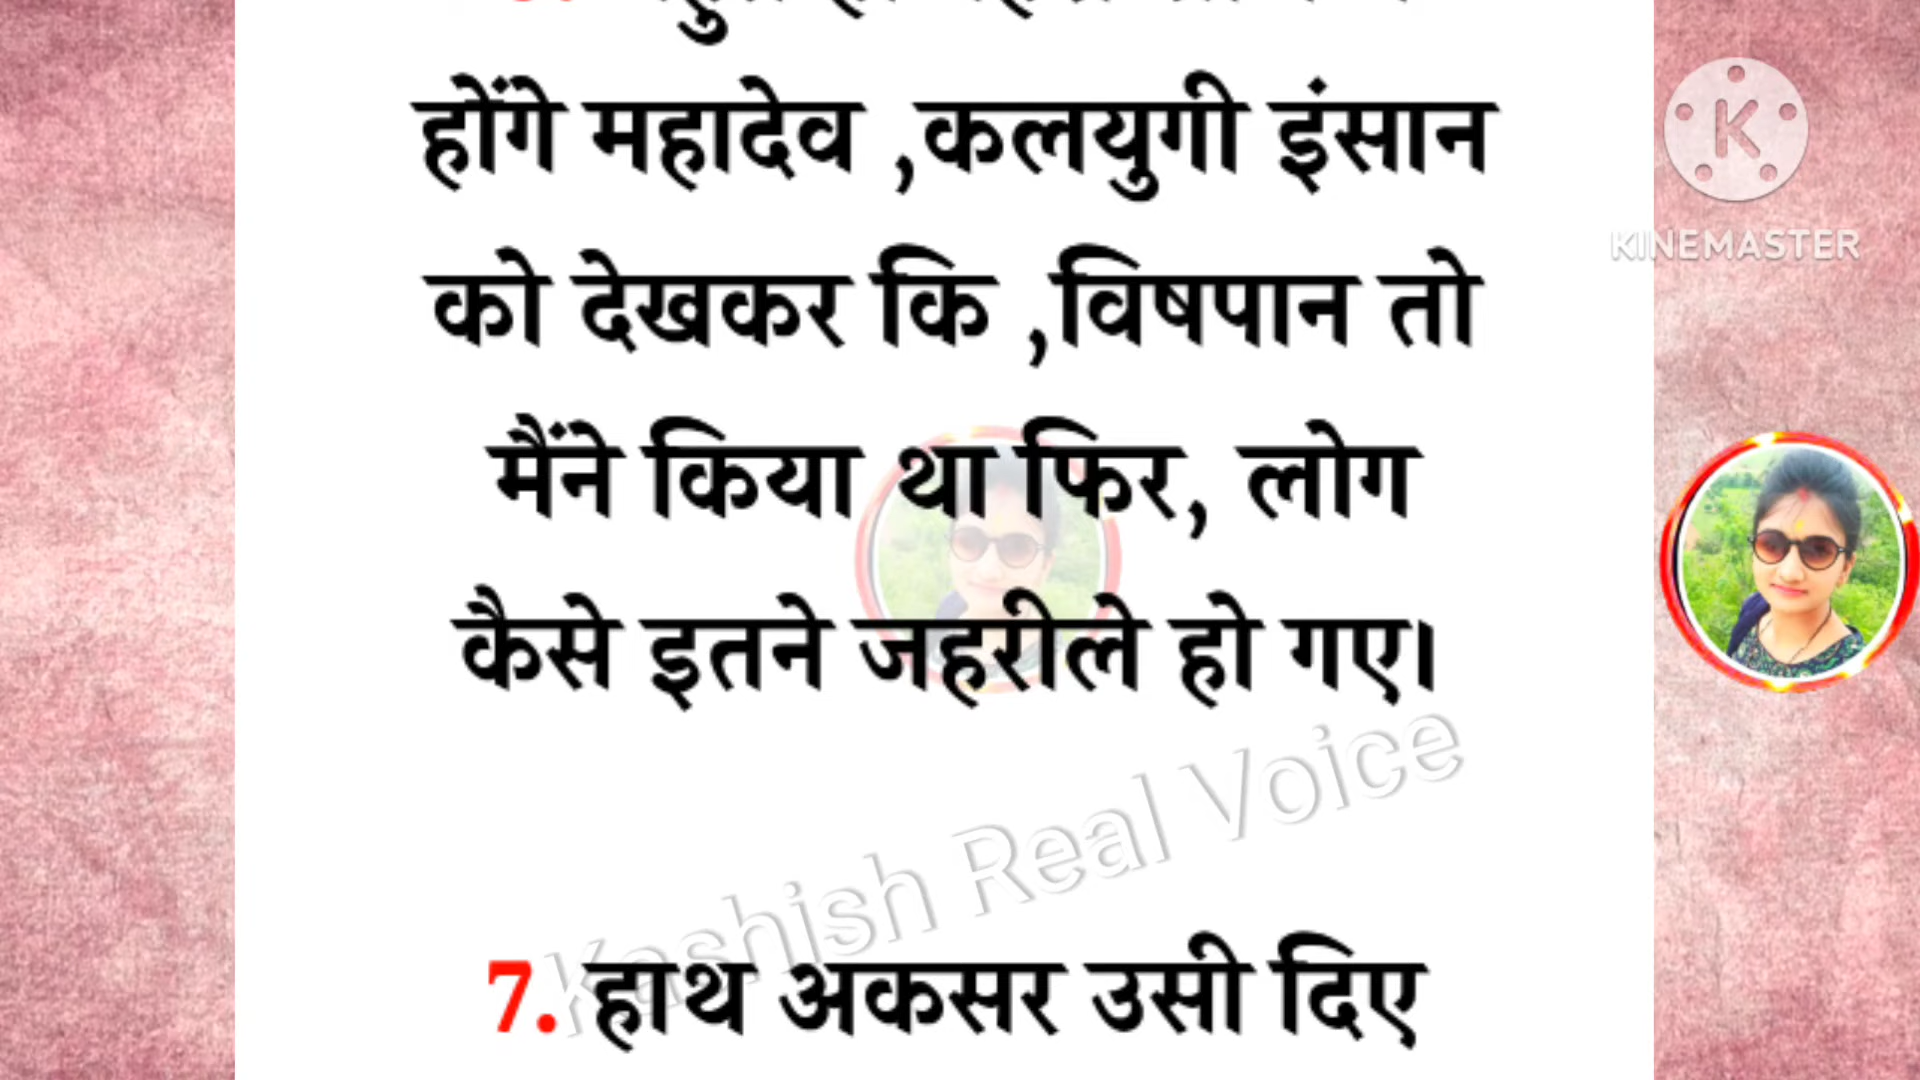 होंगे महादेव ,कलयुगी इंसान
को देखकर कि ,विषपान तो
मैंने किया था फिर, लोग
कैसे इतने जहरीले हो गए।
Kashish Real Voice
7. हाथ अकसर उसी दिए
K
KINEMASTER